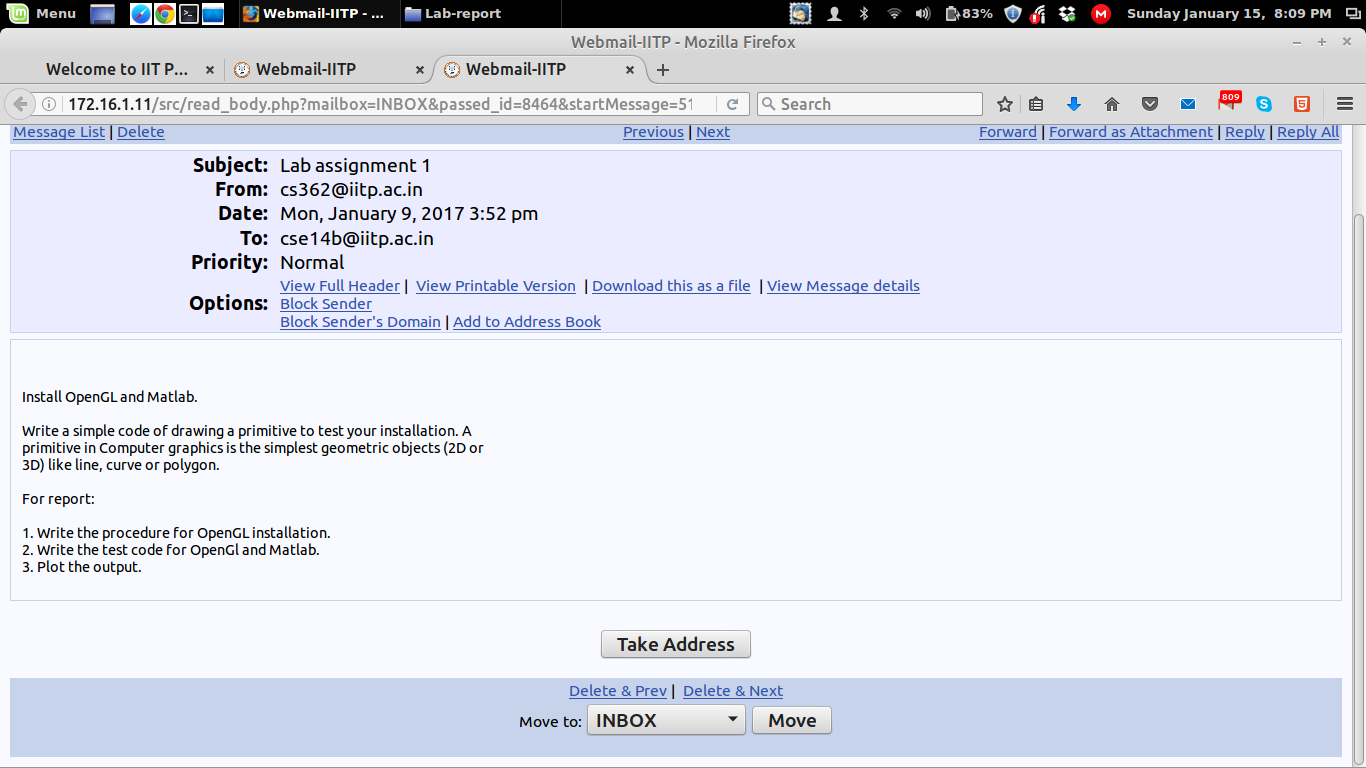 Menu
Webmail-IITP - ...
Lab-report
83%
Sunday January 15, 8:09 PM
Webmail-IITP - Mozilla Firefox
Welcome to IIT P...
Webmail-IITP
Webmail-IITP
172.16.1.11/src/read_body.php?mailbox=INBOX&passed_id=8464&startMessage=51
Search
809
Message List | Delete
Previous | Next
Forward | Forward as Attachment | Reply | Reply All
Subject: Lab assignment 1
From: cs362@iitp.ac.in
Date: Mon, January 9, 2017 3:52 pm
To: cse14b@iitp.ac.in
Priority: Normal
Options: View Full Header | View Printable Version | Download this as a file | View Message details
Block Sender
Block Sender's Domain | Add to Address Book
Install OpenGL and Matlab.
Write a simple code of drawing a primitive to test your installation. A
primitive in Computer graphics is the simplest geometric objects (2D or
3D) like line, curve or polygon.
For report:
1. Write the procedure for OpenGL installation.
2. Write the test code for OpenGl and Matlab.
3. Plot the output.
Take Address
Delete & Prev | Delete & Next
Move to: INBOX Move